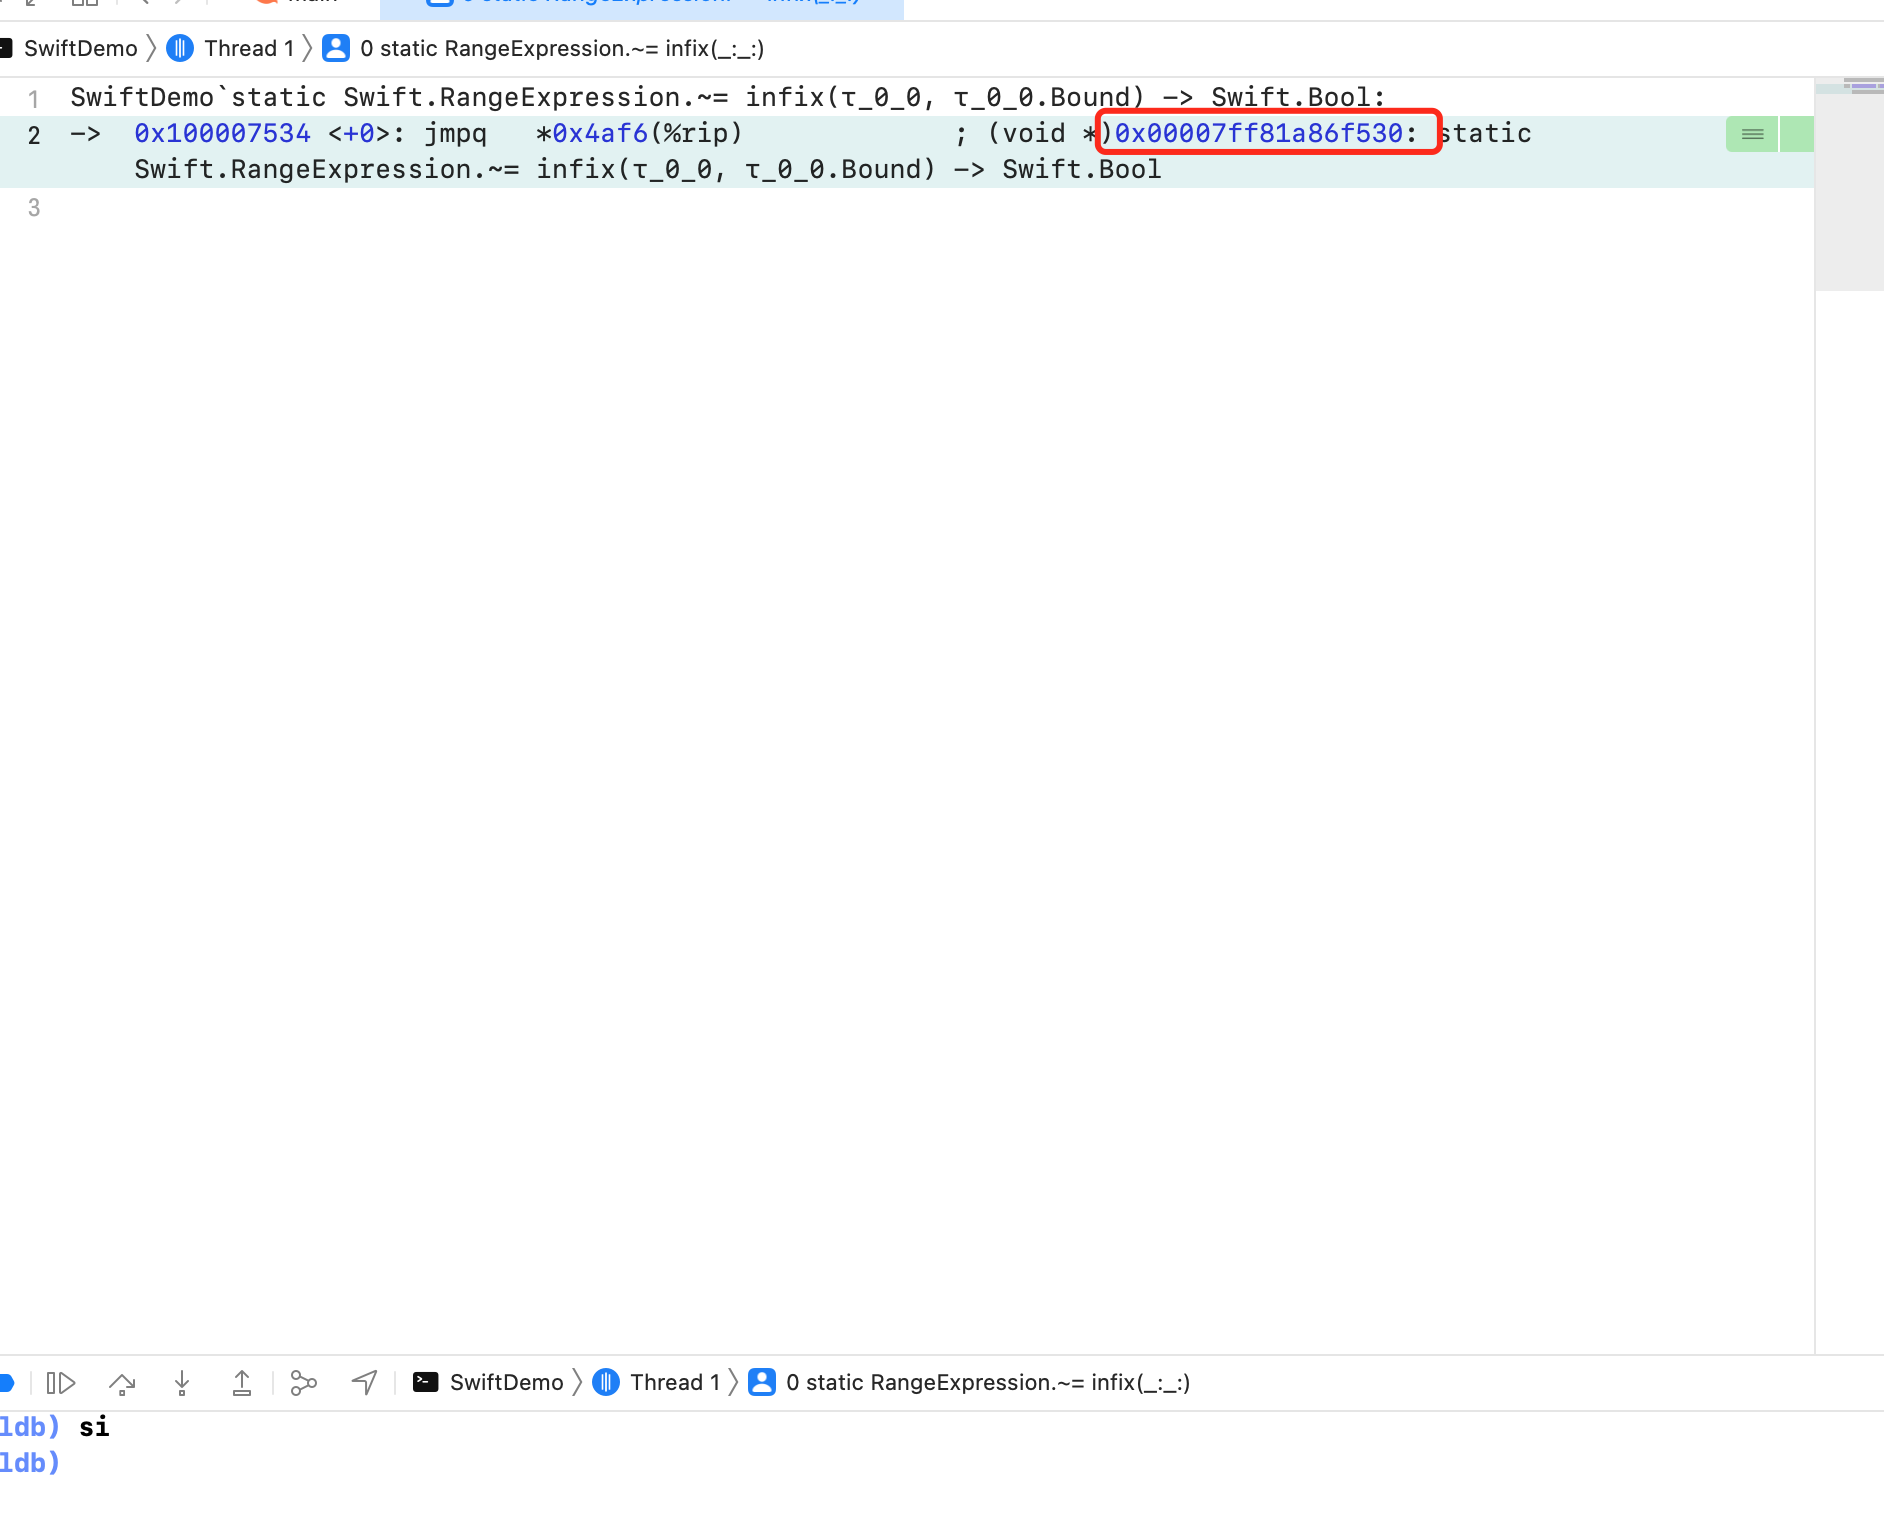 SwiftDemo Thread 1 0 static RangeExpression.~= infix(_:_:)
1 SwiftDemo`static Swift.RangeExpression.~= infix(τ_0_0, τ_0_0.Bound) -> Swift.Bool:
2 -> 0x100007534 <+0>: jmpq *0x4af6(%rip) ; (void *)0x00007ff81a86f530: static
Swift.RangeExpression.~= infix(τ_0_0, τ_0_0.Bound) -> Swift.Bool
3
SwiftDemo Thread 1 0 static RangeExpression.~= infix(_:_:)
ldb) si
ldb)